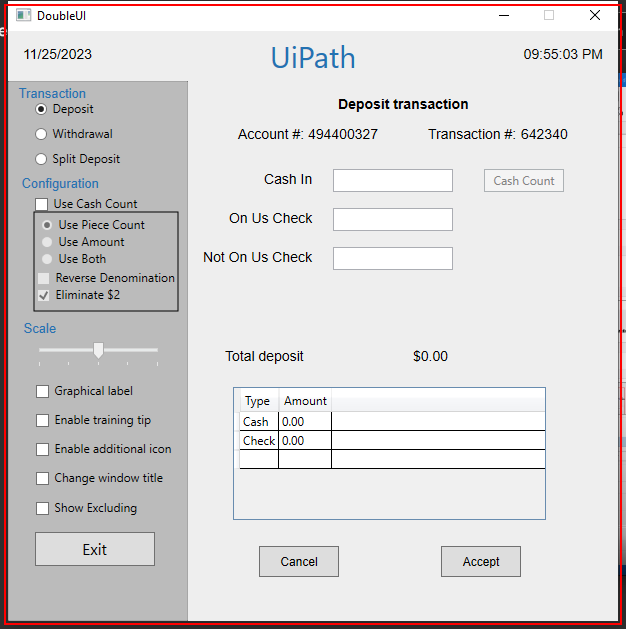 DoubleUI
11/25/2023
UiPath
09:55:03 PM
Transaction
Deposit
Withdrawal
Split Deposit
Configuration
Use Cash Count
Use Piece Count
Use Amount
Use Both
Reverse Denomination
Eliminate $2
Scale
Graphical label
Enable training tip
Enable additional icon
Change window title
Show Excluding
Exit
Deposit transaction
Account #: 494400327 Transaction #: 642340
Cash In
Cash Count
On Us Check
Not On Us Check
Total deposit $0.00
Type Amount
Cash 0.00
Check 0.00
Cancel Accept